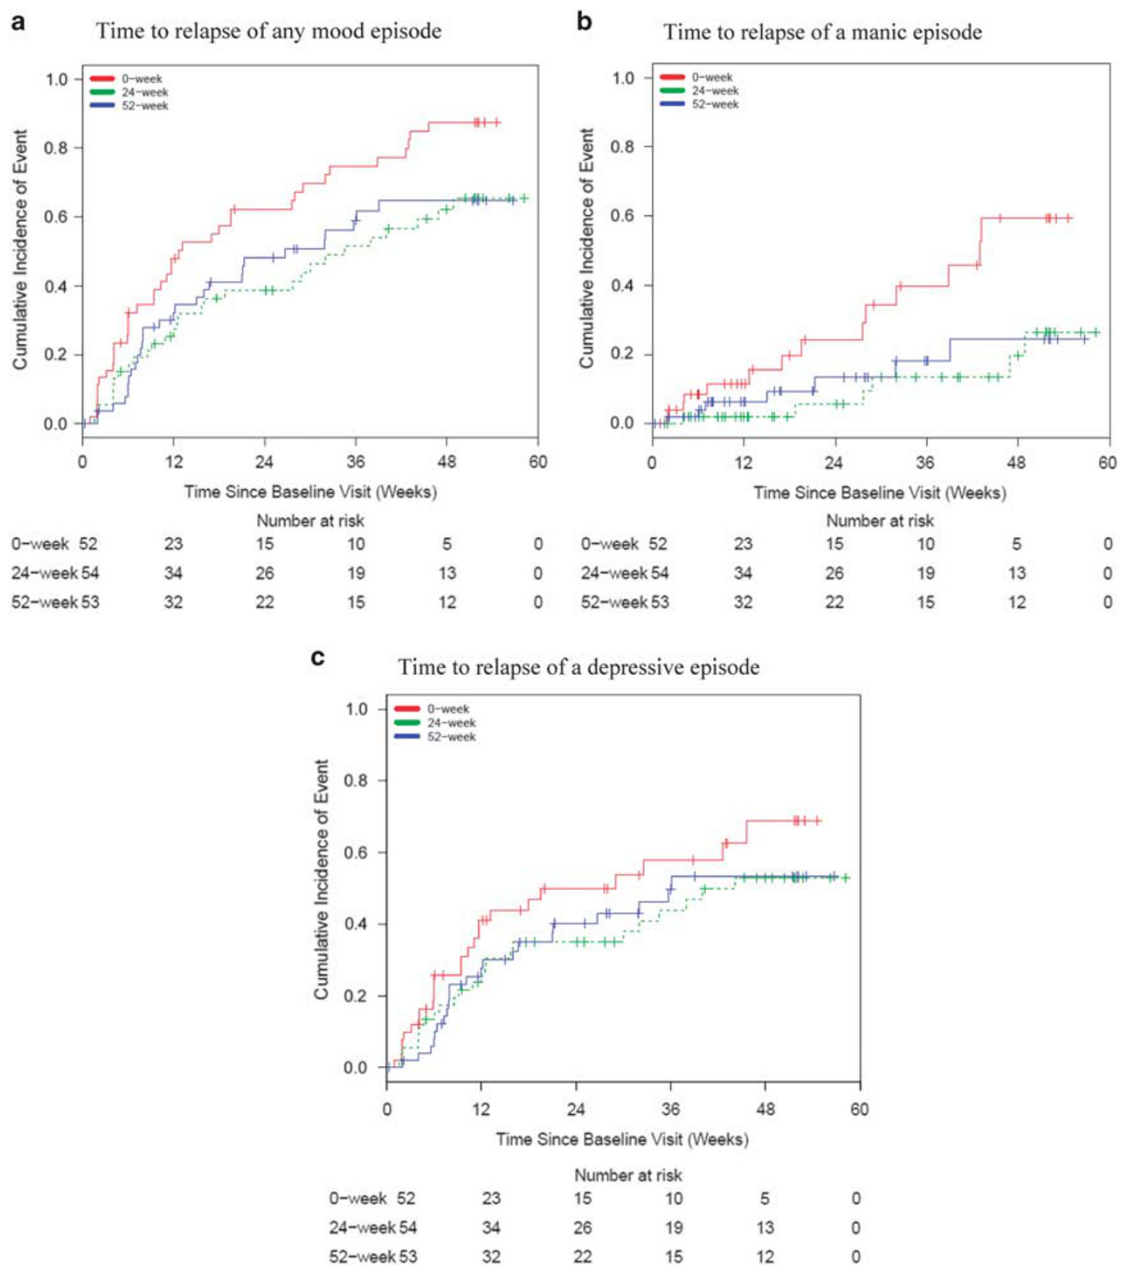 a
Time to relapse of any mood episode
1.0
0.8
0.6
0.4
0.2
0.0
Cumulative Incidence of Event
0-week
24-week
52-week
0 12 24 36 48 60
Time Since Baseline Visit (Weeks)
Number at risk
0-week 52 23 15 10 5 0
24-week 54 34 26 19 13 0
52-week 53 32 22 15 12 0
b
Time to relapse of a manic episode
1.0
0.8
0.6
0.4
0.2
0.0
Cumulative Incidence of Event
0-week
24-week
52-week
0 12 24 36 48 60
Time Since Baseline Visit (Weeks)
Number at risk
0-week 52 23 15 10 5 0
24-week 54 34 26 19 13 0
52-week 53 32 22 15 12 0
c
Time to relapse of a depressive episode
1.0
0.8
0.6
0.4
0.2
0.0
Cumulative Incidence of Event
0-week
24-week
52-week
0 12 24 36 48 60
Time Since Baseline Visit (Weeks)
Number at risk
0-week 52 23 15 10 5 0
24-week 54 34 26 19 13 0
52-week 53 32 22 15 12 0